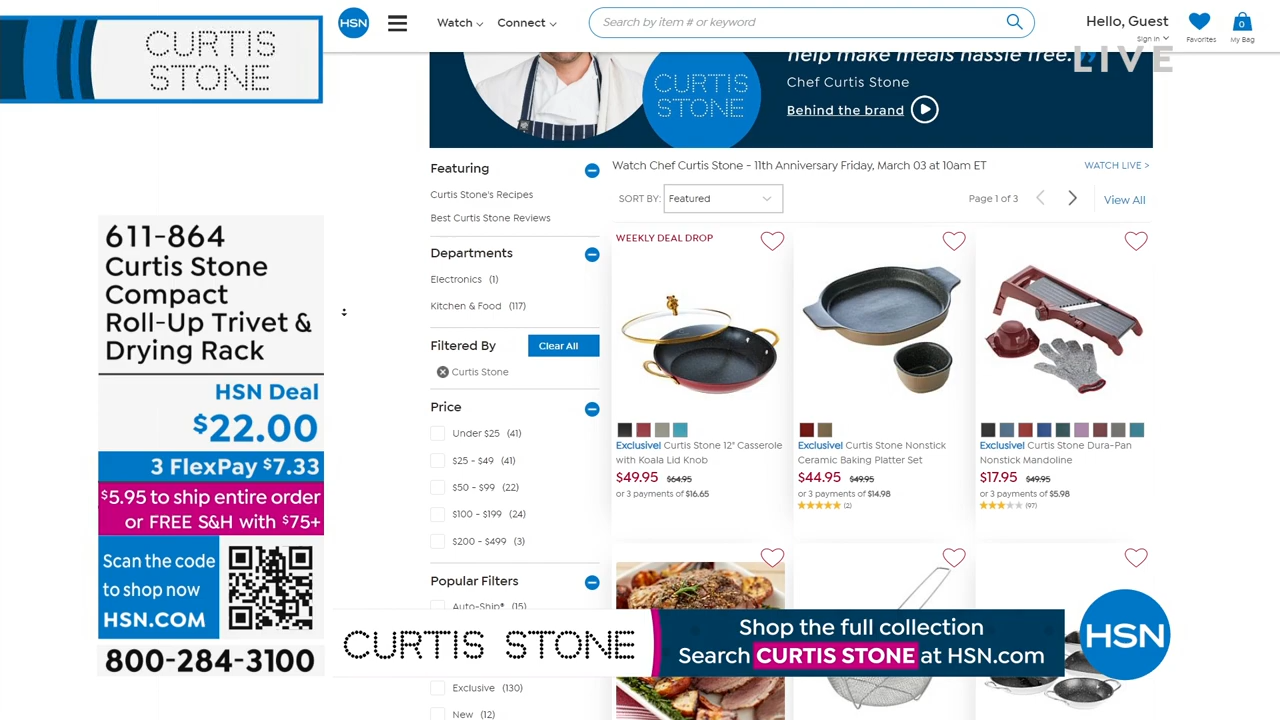 CURTIS
STONE
HSN
Watch
Connect
Search by item # or keyword
Hello, Guest
Sign in
Favorites
0
My Bag
LIVE
help make meals hassle free.
Chef Curtis Stone
CURTIS
STONE
Behind the brand
611-864
Curtis Stone
Compact
Roll-Up Trivet &
Drying Rack
HSN Deal
$22.00
3 FlexPay $7.33
$5.95 to ship entire order
or FREE S&H with $75+
Scan the code
to shop now
HSN.COM
800-284-3100
Featuring
Curtis Stone's Recipes
Best Curtis Stone Reviews
Departments
Electronics (1)
Kitchen & Food (117)
Filtered By
Clear All
Curtis Stone
Price
Under $25 (41)
$25 - $49 (41)
$50 - $99 (22)
$100 - $199 (24)
$200 - $499 (3)
Popular Filters
Auto-Ship® (15)
Exclusive (130)
New (12)
Watch Chef Curtis Stone - 11th Anniversary Friday, March 03 at 10am ET
WATCH LIVE >
SORT BY: Featured
Page 1 of 3
View All
WEEKLY DEAL DROP
Exclusive! Curtis Stone 12" Casserole
with Koala Lid Knob
$49.95 $64.95
or 3 payments of $16.65
Exclusive! Curtis Stone Nonstick
Ceramic Baking Platter Set
$44.95 $49.95
or 3 payments of $14.98
(2)
Exclusive! Curtis Stone Dura-Pan
Nonstick Mandoline
$17.95 $49.95
or 3 payments of $5.98
(97)
CURTIS STONE
Shop the full collection
Search CURTIS STONE at HSN.com
HSN